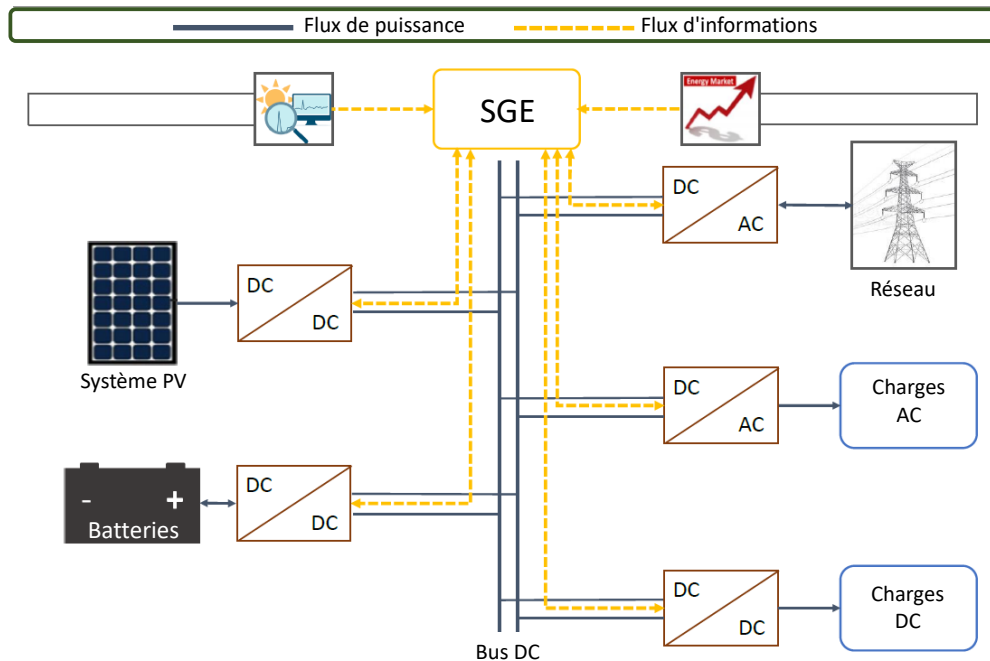 Flux de puissance
Flux d'informations
Energy Market
SGE
DC
AC
Réseau
DC
DC
Système PV
DC
AC
Charges
AC
- +
Batteries
DC
DC
DC
DC
Charges
DC
Bus DC